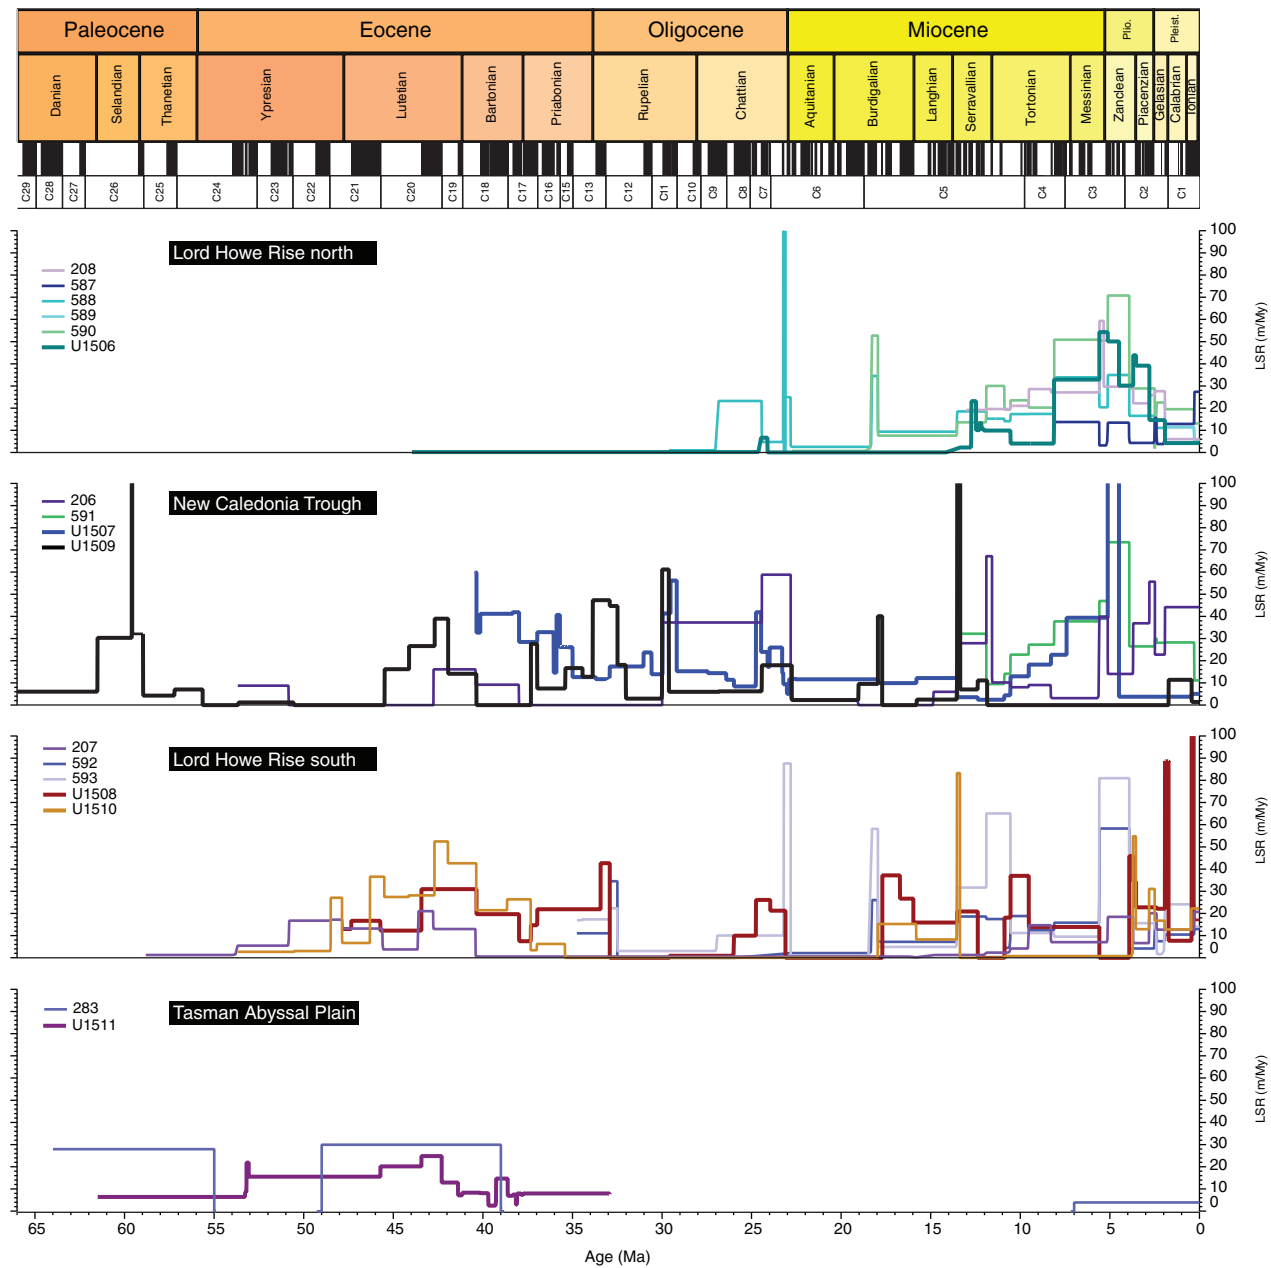 Paleocene Eocene Oligocene Miocene Plio. Pleist.
Danian Selandian Thanetian Ypresian Lutetian Bartonian Priabonian Rupelian Chattian Aquitanian Burdigalian Langhian Serravallian Tortonian Messinian Zanclean Piacenzian Gelasian Calabrian Ionian
C29 C28 C27 C26 C25 C24 C23 C22 C21 C20 C19 C18 C17 C16 C15 C13 C12 C11 C10 C9 C8 C7 C6 C5 C4 C3 C2 C1
Lord Howe Rise north
208
587
588
589
590
U1506
100
90
80
70
60
50
40
30
20
10
0
LSR (m/My)
New Caledonia Trough
206
591
U1507
U1509
100
90
80
70
60
50
40
30
20
10
0
LSR (m/My)
Lord Howe Rise south
207
592
593
U1508
U1510
100
90
80
70
60
50
40
30
20
10
0
LSR (m/My)
Tasman Abyssal Plain
283
U1511
100
90
80
70
60
50
40
30
20
10
0
LSR (m/My)
65 60 55 50 45 40 35 30 25 20 15 10 5 0
Age (Ma)